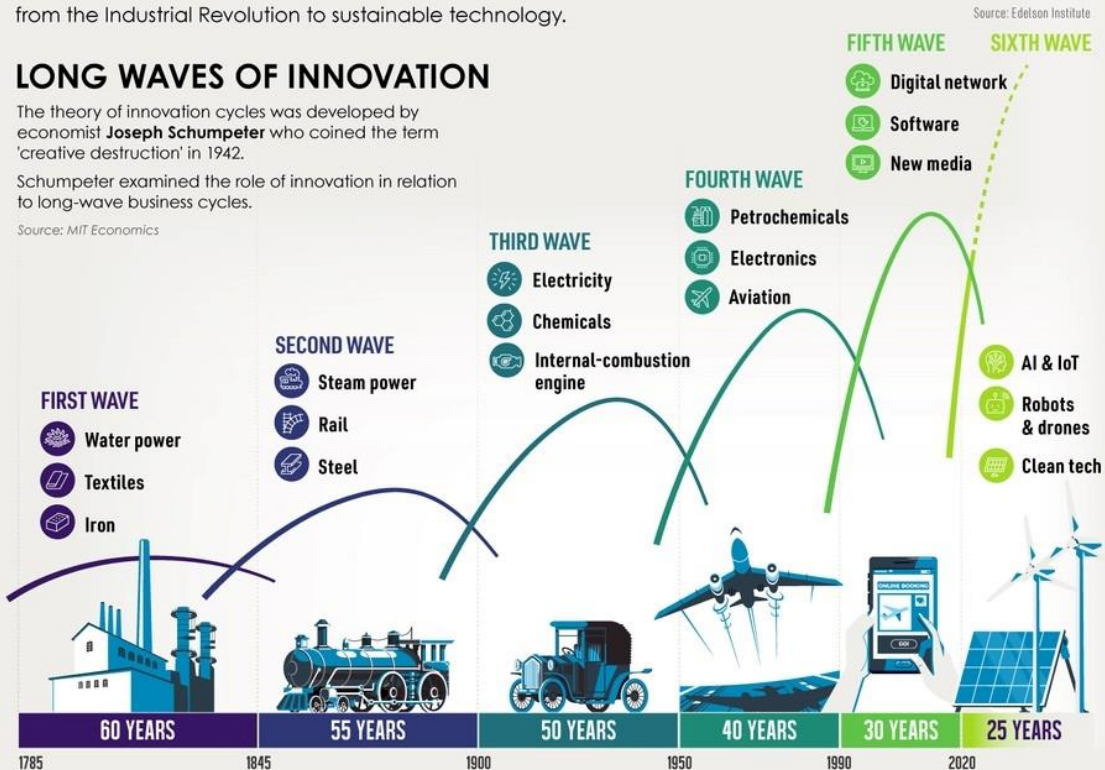 from the Industrial Revolution to sustainable technology.
Source: Edelson Institute
LONG WAVES OF INNOVATION
The theory of innovation cycles was developed by
economist Joseph Schumpeter who coined the term
'creative destruction' in 1942.
Schumpeter examined the role of innovation in relation
to long-wave business cycles.
Source: MIT Economics
FIRST WAVE
Water power
Textiles
Iron
SECOND WAVE
Steam power
Rail
Steel
THIRD WAVE
Electricity
Chemicals
Internal-combustion
engine
FOURTH WAVE
Petrochemicals
Electronics
Aviation
FIFTH WAVE
Digital network
Software
New media
SIXTH WAVE
AI & IoT
Robots
& drones
Clean tech
ONLINE BOOKING
GO!
60 YEARS
55 YEARS
50 YEARS
40 YEARS
30 YEARS
25 YEARS
1785
1845
1900
1950
1990
2020